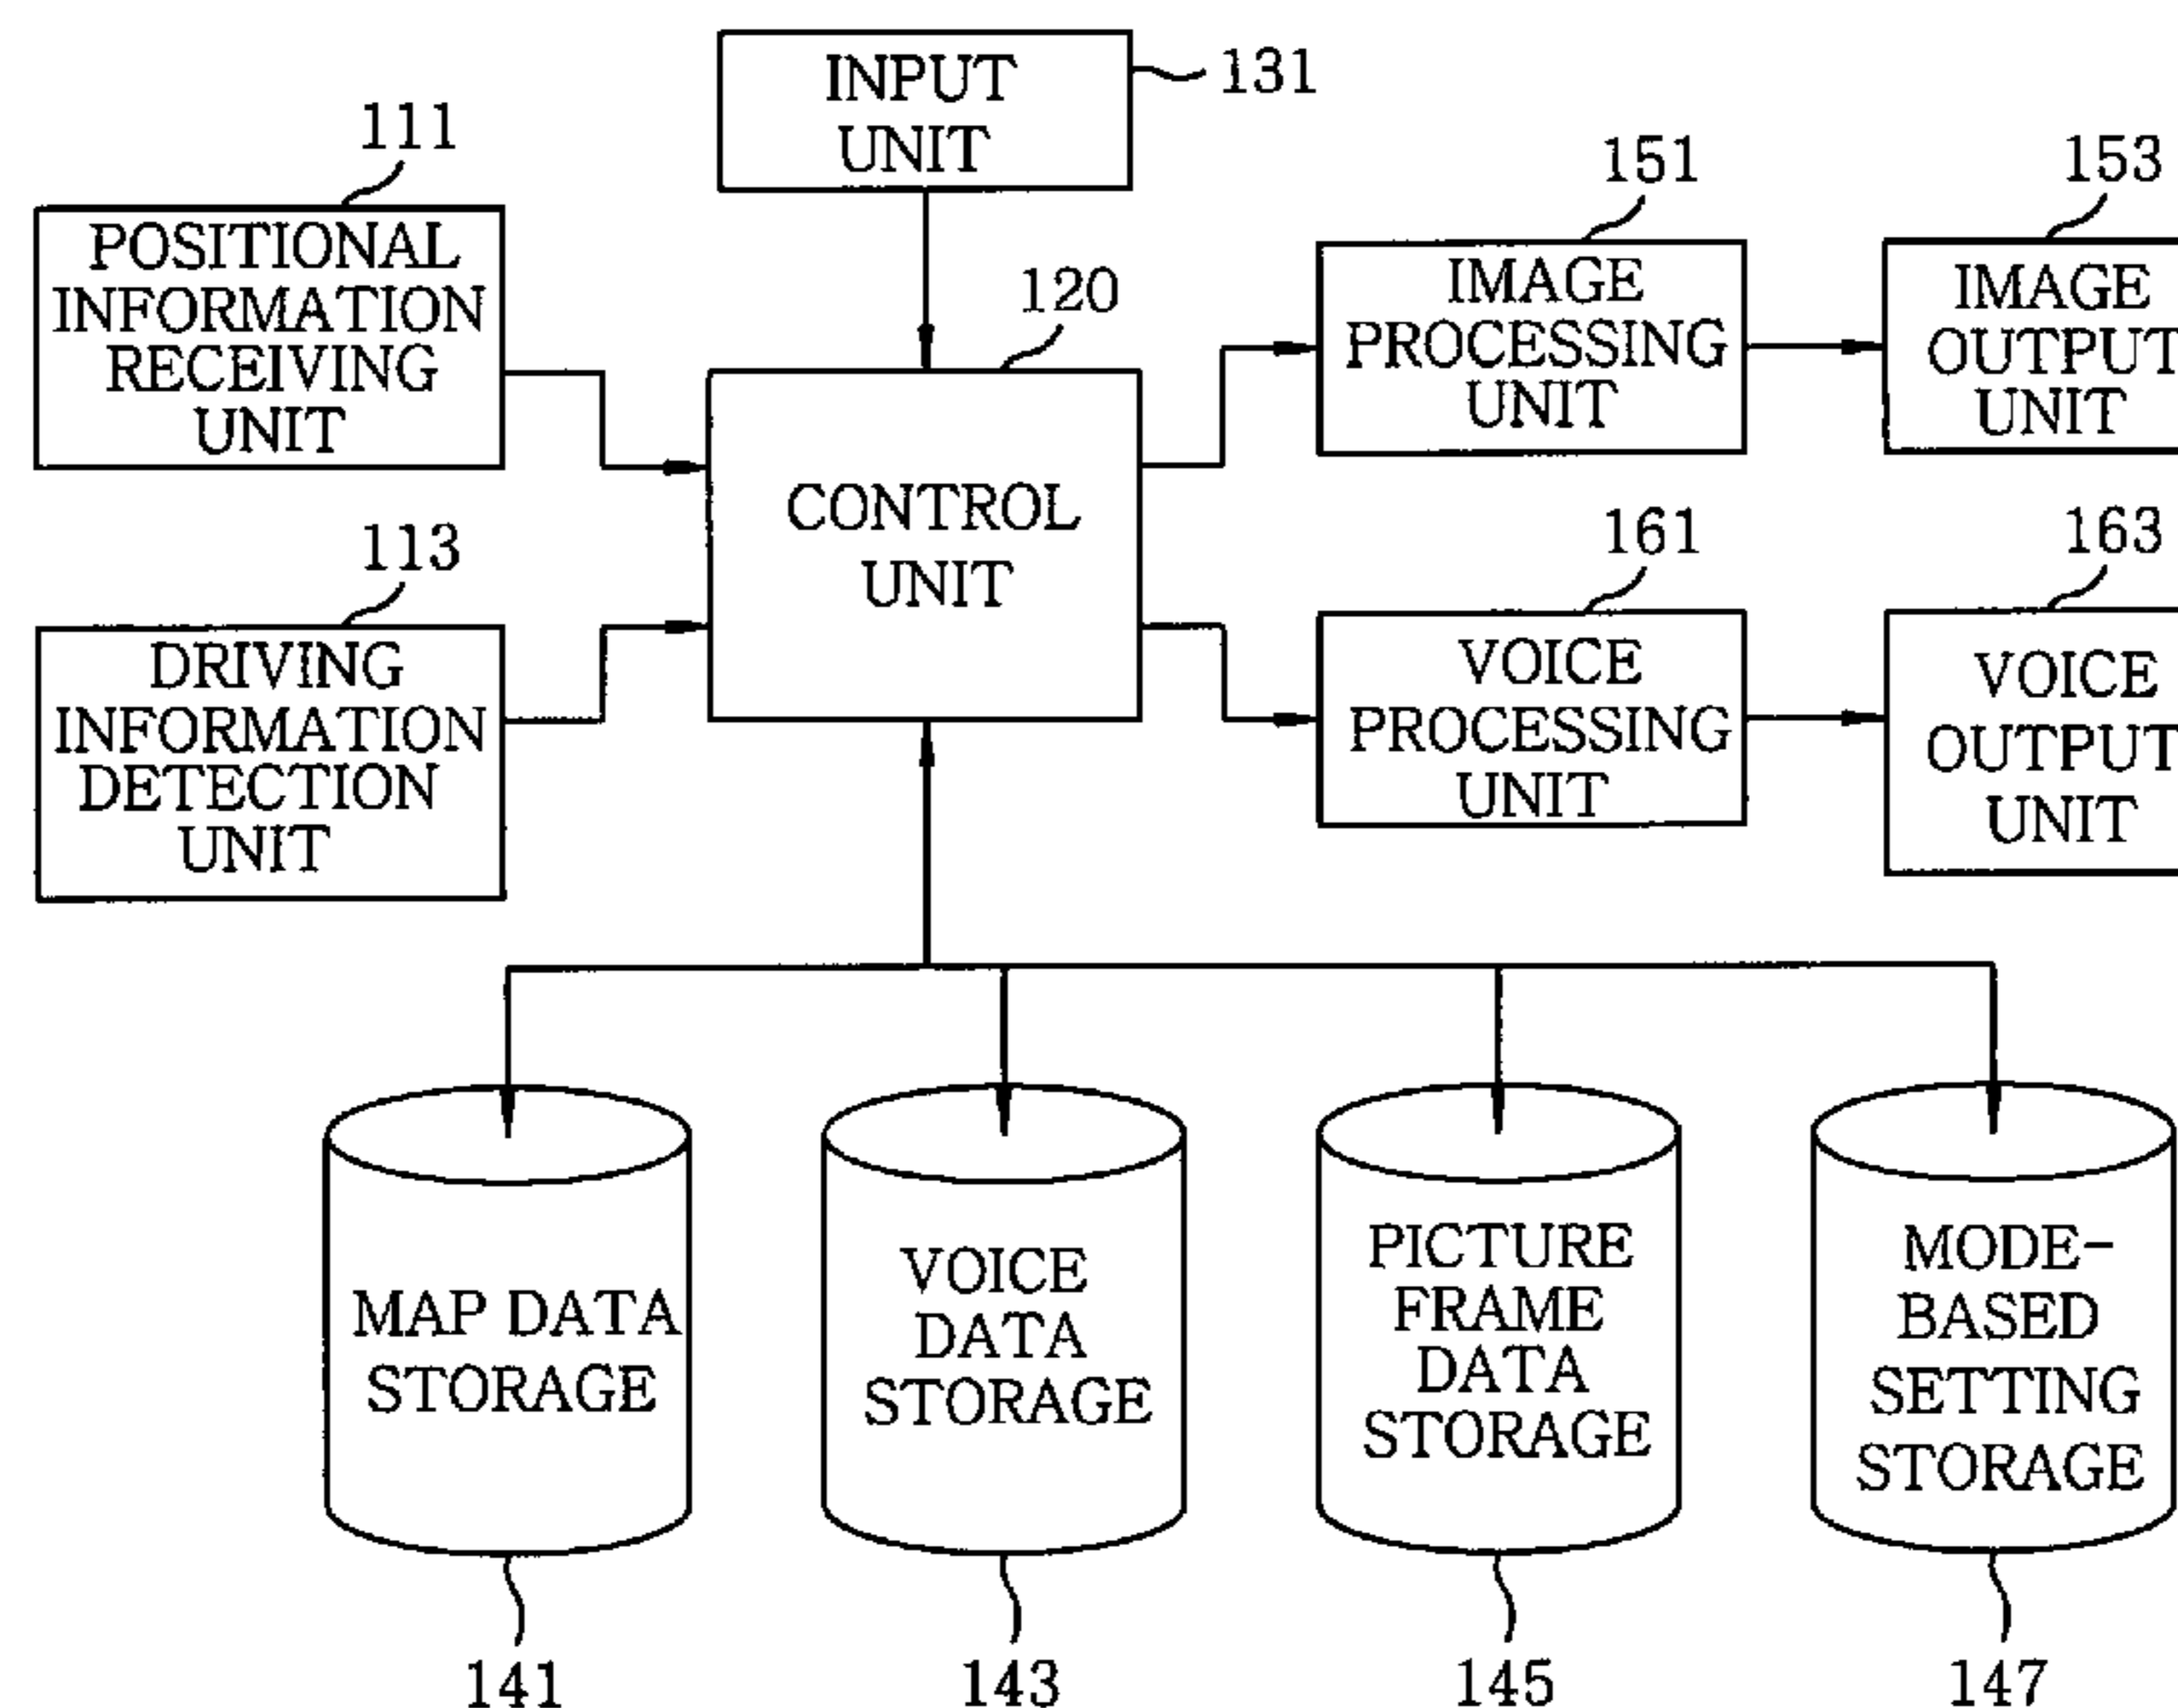 INPUT
UNIT
131
111
POSITIONAL
INFORMATION
RECEIVING
UNIT
120
CONTROL
UNIT
151
IMAGE
PROCESSING
UNIT
153
IMAGE
OUTPUT
UNIT
113
DRIVING
INFORMATION
DETECTION
UNIT
161
VOICE
PROCESSING
UNIT
163
VOICE
OUTPUT
UNIT
MAP DATA
STORAGE
141
VOICE
DATA
STORAGE
143
PICTURE
FRAME
DATA
STORAGE
145
MODE-
BASED
SETTING
STORAGE
147